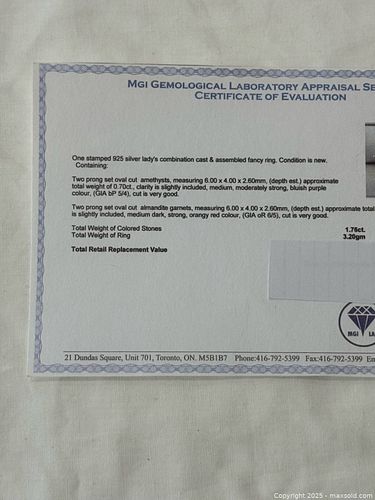 MGI GEMOLOGICAL LABORATORY APPRAISAL SE
CERTIFICATE OF EVALUATION
One stamped 925 silver lady's combination cast & assembled fancy ring. Condition is new.
Containing:
Two prong set oval cut amethysts, measuring 6.00 x 4.00 x 2.60mm, (depth est.) approximate
total weight of 0.70ct., clarity is slightly included, medium, moderately strong, bluish purple
colour, (GIA bP 5/4), cut is very good.
Two prong set oval cut almandite garnets, measuring 6.00 x 4.00 x 2.60mm, (depth est.) approximate total
is slightly included, medium dark, strong, orangy red colour, (GIA oR 6/5), cut is very good.
Total Weight of Colored Stones 1.76ct.
Total Weight of Ring 3.20gm
Total Retail Replacement Value
MGI LA
21 Dundas Square, Unit 701, Toronto, ON. M5B1B7 Phone:416-792-5399 Fax:416-792-5399 Em
Copyright 2025 - maxsold.com